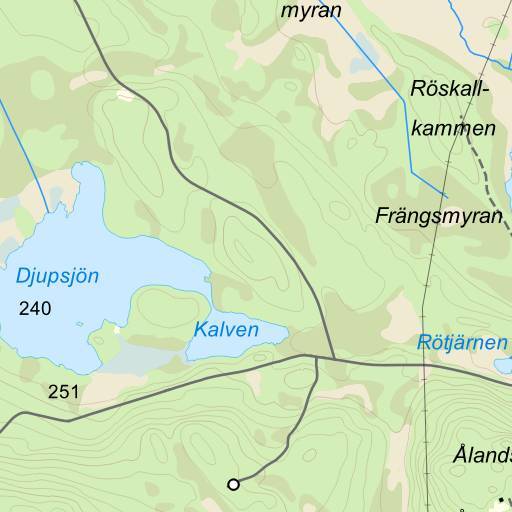 myran
Röskall-
kammen
Frängsmyran
Djupsjön
240
Kalven
Rötjärnen
251
Ålands